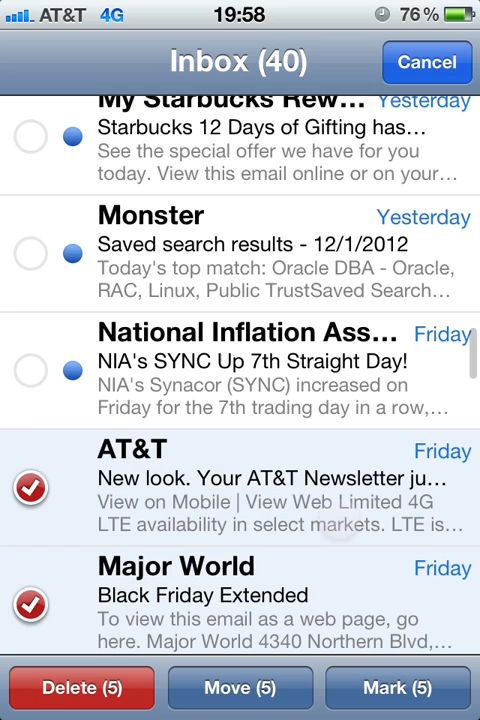 AT&T 4G 19:58 76%
Inbox (40) Cancel
My Starbucks Rew... Yesterday
Starbucks 12 Days of Gifting has...
See the special offer we have for you
today. View this email online or on your...
Monster Yesterday
Saved search results - 12/1/2012
Today's top match: Oracle DBA - Oracle,
RAC, Linux, Public TrustSaved Search...
National Inflation Ass... Friday
NIA's SYNC Up 7th Straight Day!
NIA's Synacor (SYNC) increased on
Friday for the 7th trading day in a row,...
AT&T Friday
New look. Your AT&T Newsletter ju...
View on Mobile | View Web Limited 4G
LTE availability in select markets. LTE is...
Major World Friday
Black Friday Extended
To view this email as a web page, go
here. Major World 4340 Northern Blvd,...
Delete (5) Move (5) Mark (5)